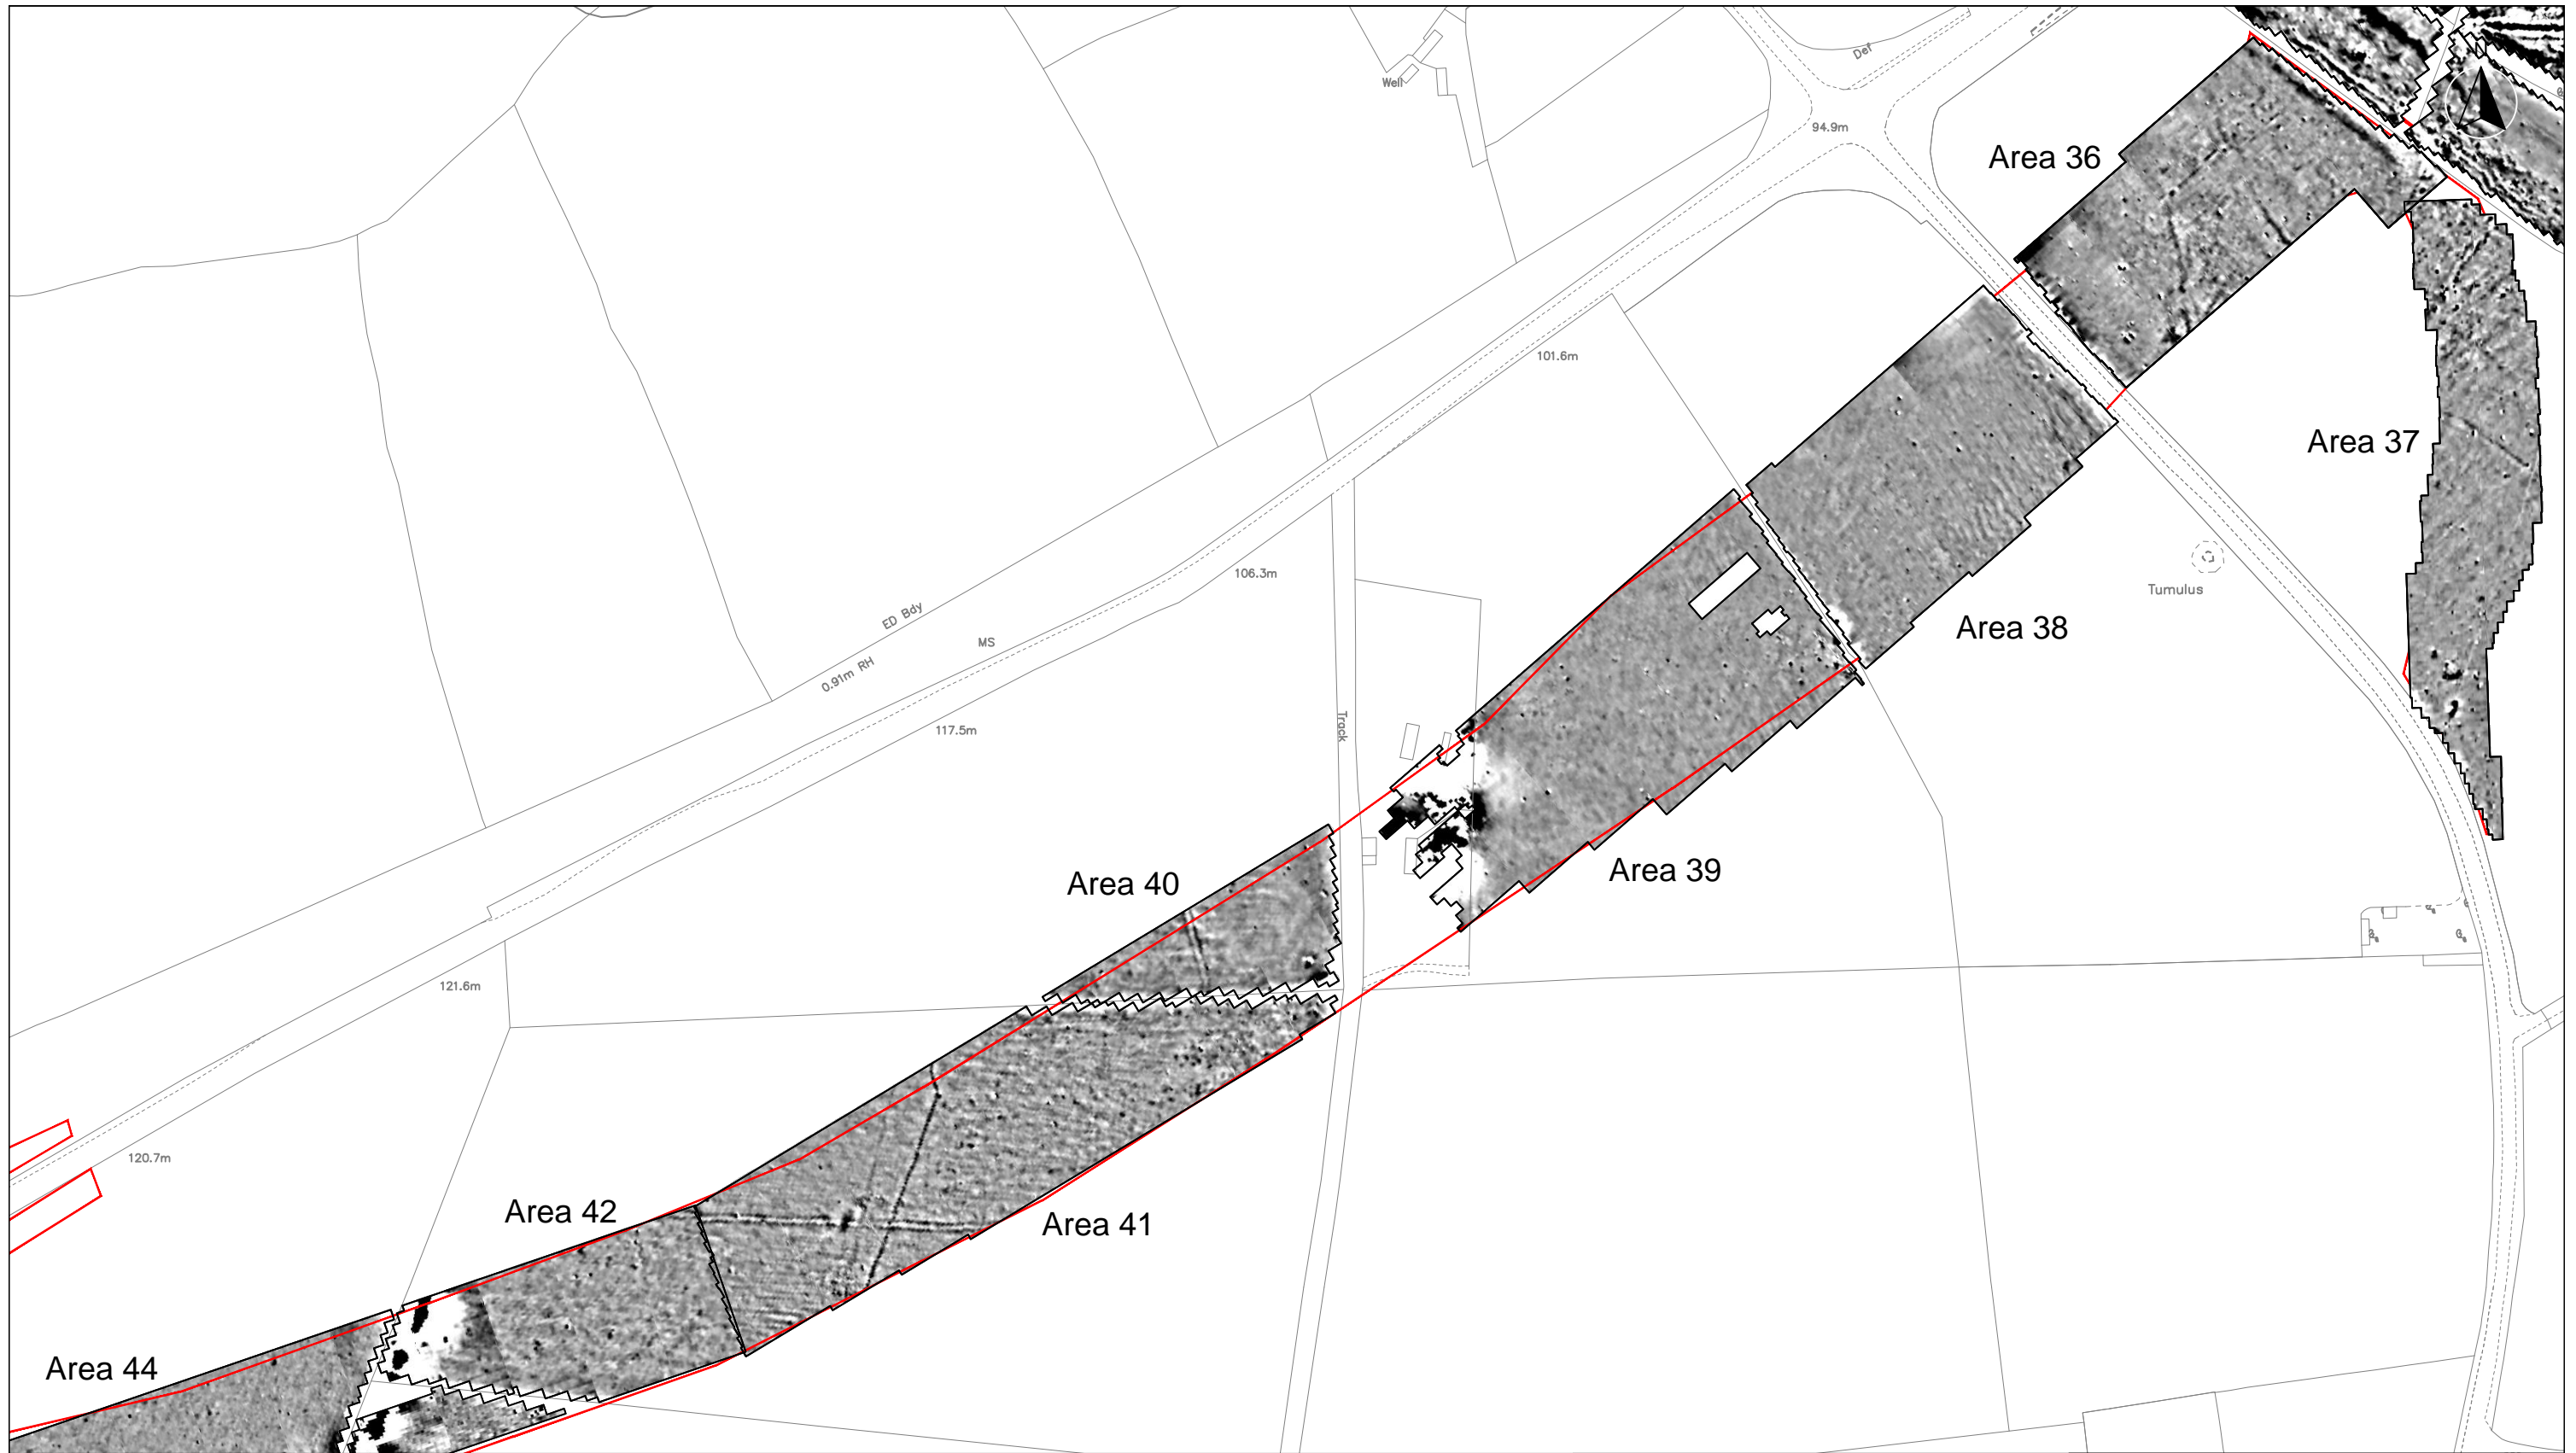 Def
Well
94.9m
Area 36
101.6m
Area 37
106.3m
Tumulus
ED Bdy
Area 38
MS
0.91m RH
Track
117.5m
Area 39
Area 40
121.6m
120.7m
Area 42
Area 41
Area 44